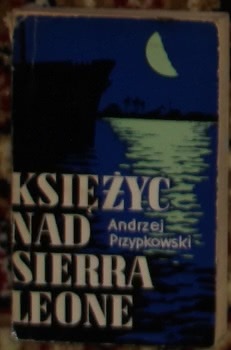 KSIĘŻYC
NAD
Andrzej
Przypkowski
SIERRA
LEONE